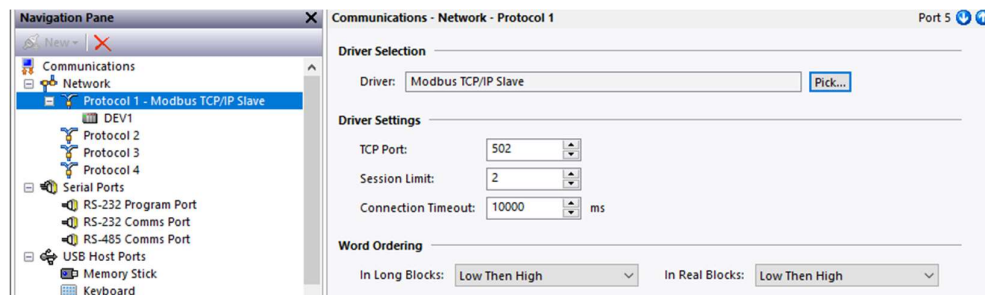 Navigation Pane
New
Communications
Network
Protocol 1 - Modbus TCP/IP Slave
DEV1
Protocol 2
Protocol 3
Protocol 4
Serial Ports
RS-232 Program Port
RS-232 Comms Port
RS-485 Comms Port
USB Host Ports
Memory Stick
Keyboard
Communications - Network - Protocol 1
Port 5
Driver Selection
Driver: Modbus TCP/IP Slave Pick...
Driver Settings
TCP Port: 502
Session Limit: 2
Connection Timeout: 10000 ms
Word Ordering
In Long Blocks: Low Then High In Real Blocks: Low Then High